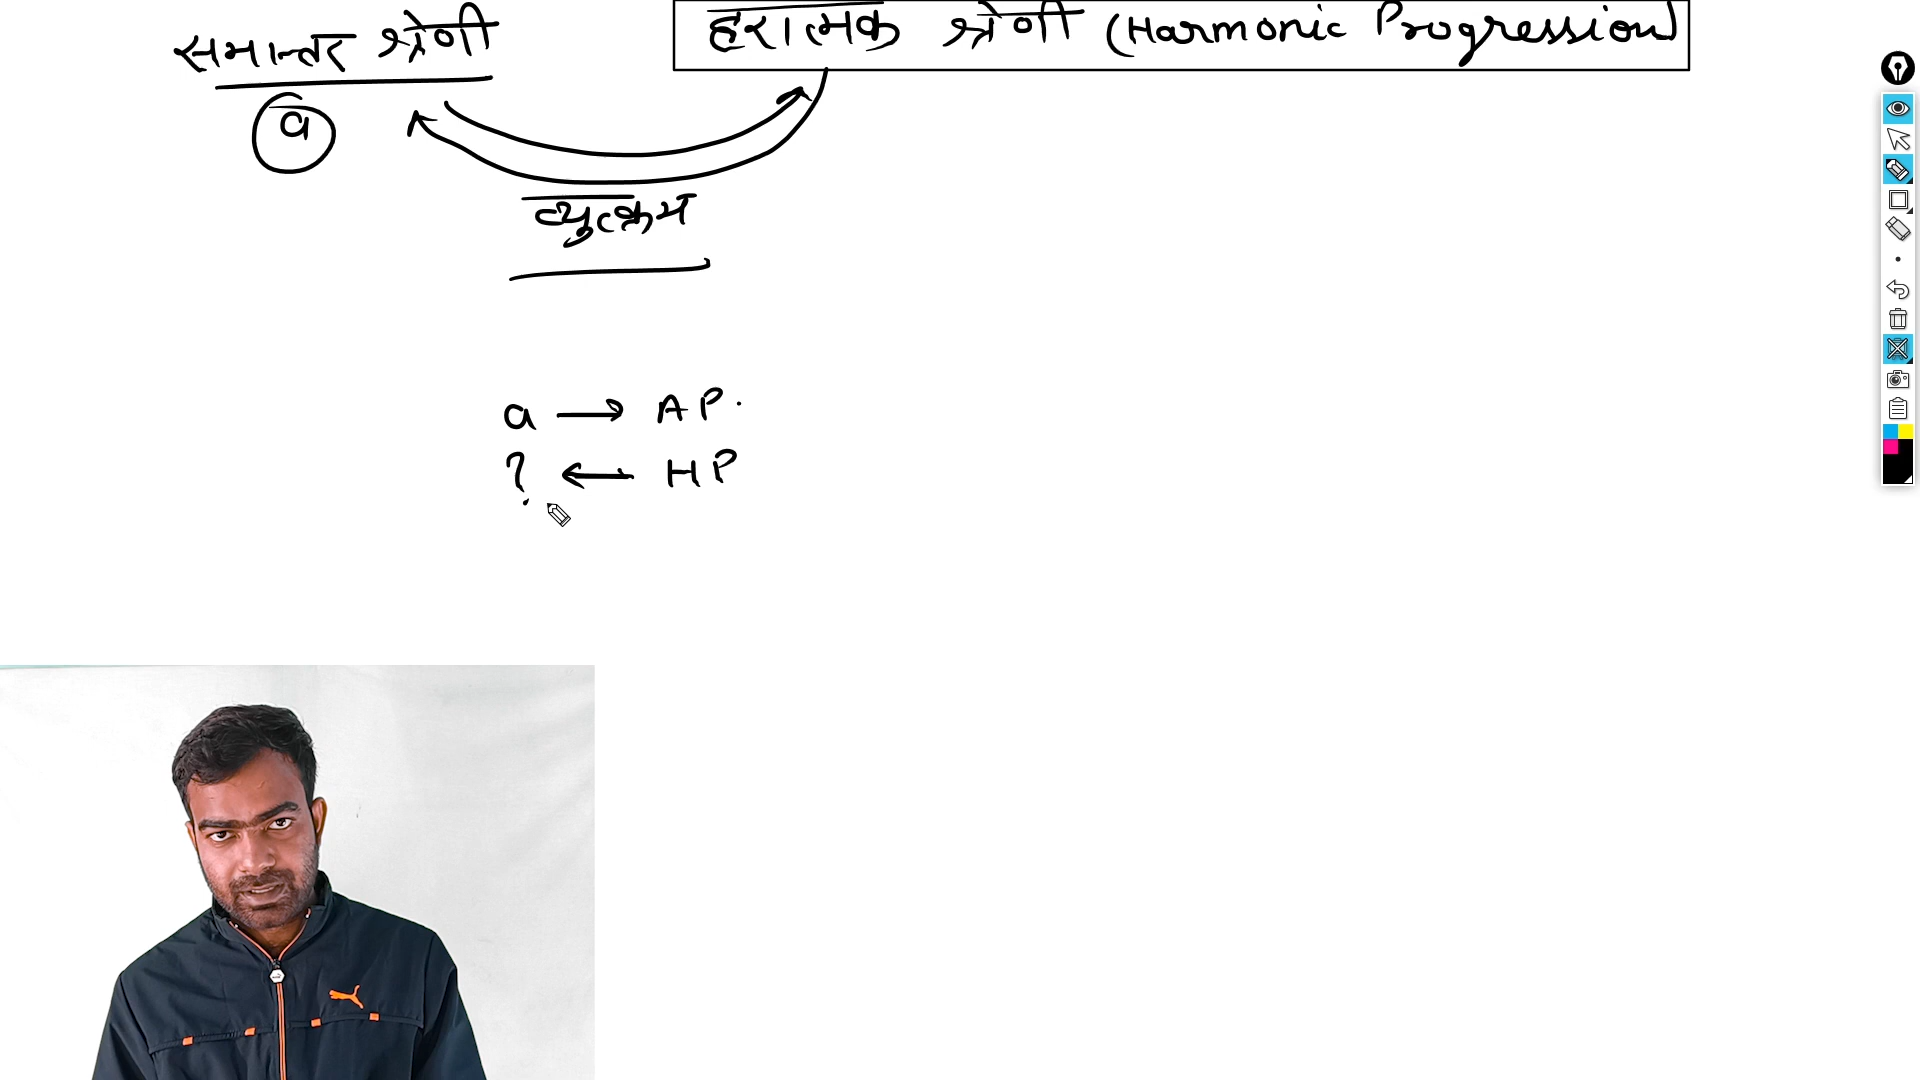 समान्तर श्रेणी
हरात्मक श्रेणी (Harmonic Progression)
a
व्युत्क्रम
a → AP.
? ← HP